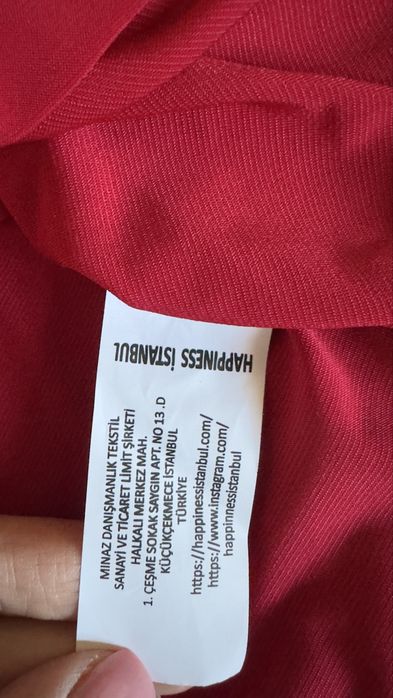 HAPPINESS İSTANBUL
MINAZ DANIŞMANLIK TEKSTİL
SANAYİ VE TİCARET LİMİT ŞİRKETİ
HALKALI MERKEZ MAH.
1. ÇEŞME SOKAK SAYGIN APT. NO 13 .D
KÜÇÜKÇEKMECE İSTANBUL
TÜRKİYE
https://happinessistanbul.com/
https://www.instagram.com/
happinnessistanbul